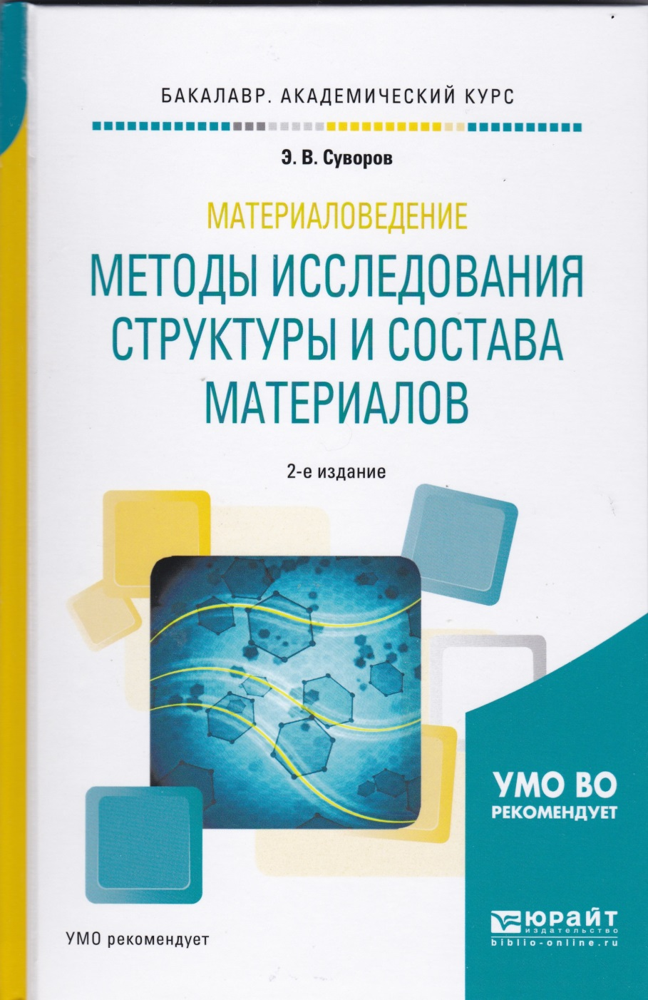 БАКАЛАВР. АКАДЕМИЧЕСКИЙ КУРС
Э. В. Суворов
МАТЕРИАЛОВЕДЕНИЕ
МЕТОДЫ ИССЛЕДОВАНИЯ
СТРУКТУРЫ И СОСТАВА
МАТЕРИАЛОВ
2-е издание
УМО ВО
РЕКОМЕНДУЕТ
ЮРАЙТ
ИЗДАТЕЛЬСТВО
biblio-online.ru
УМО рекомендует